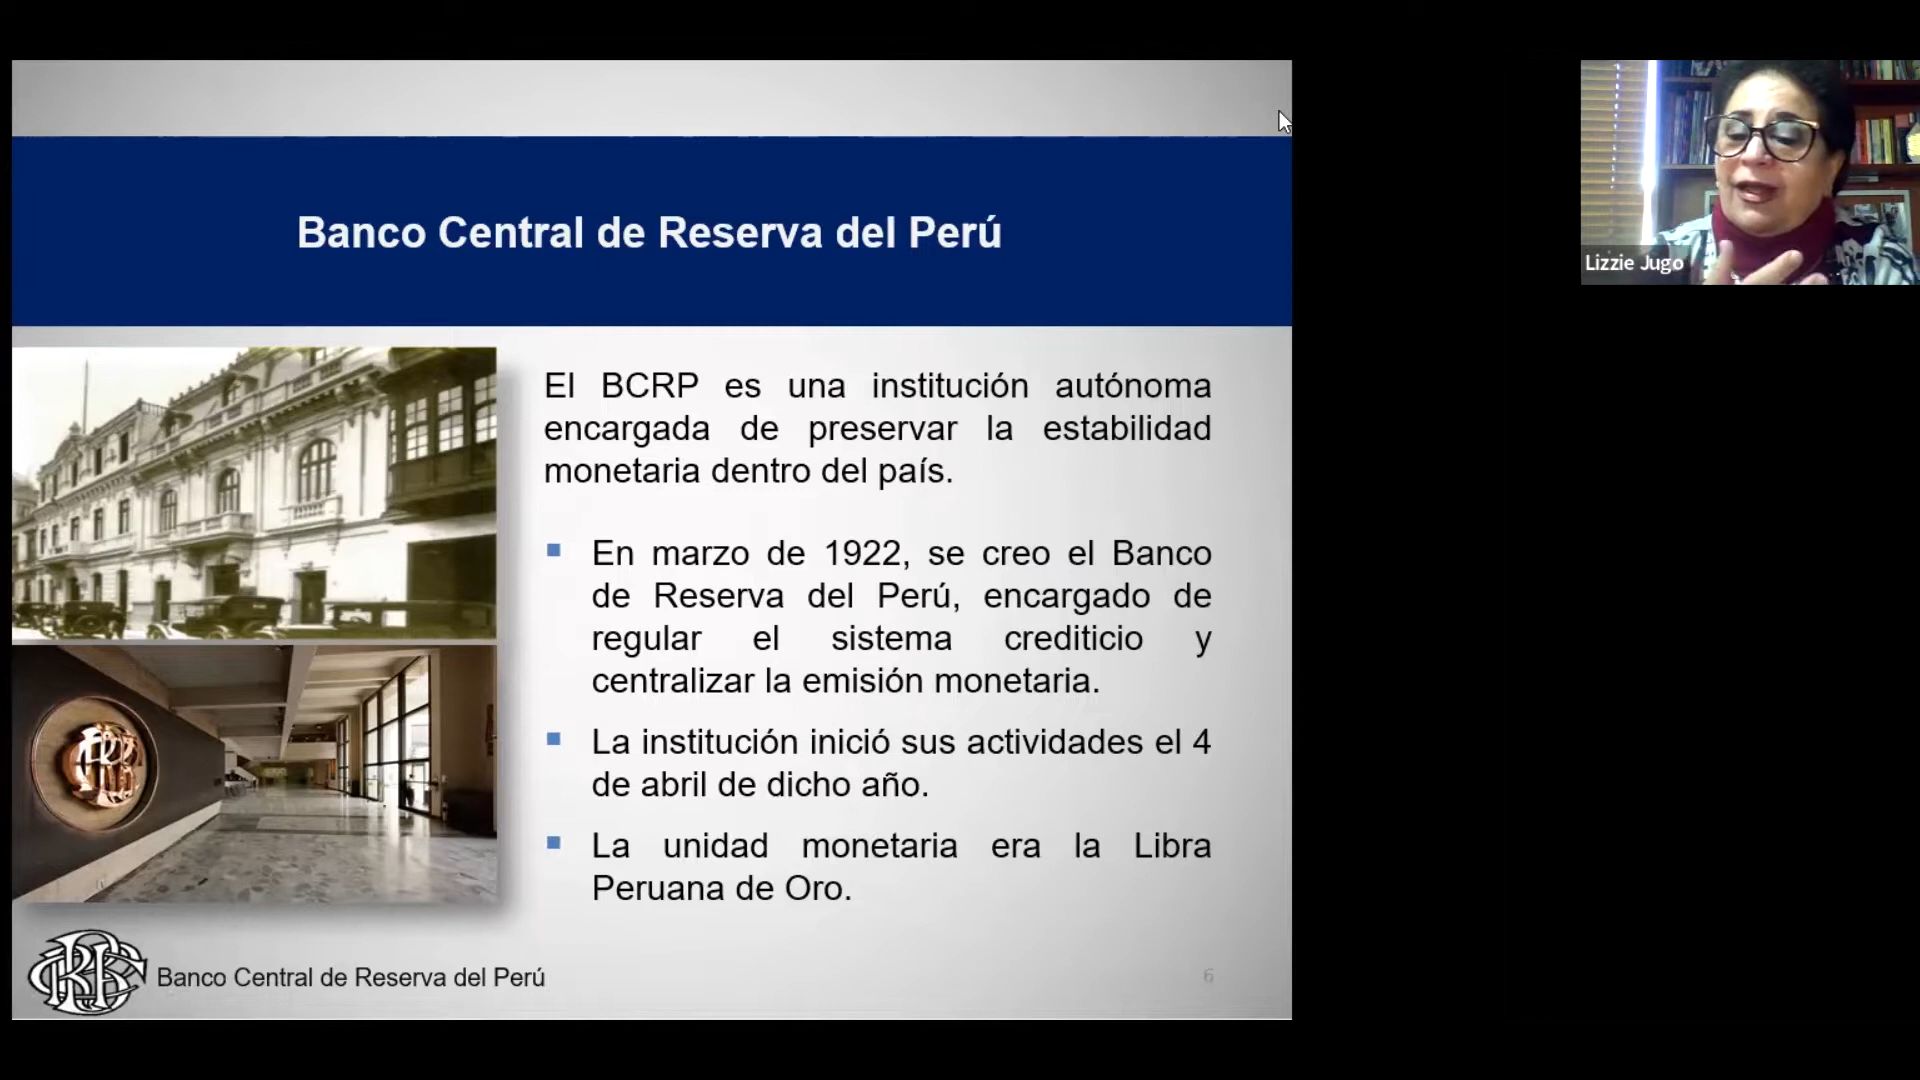 Banco Central de Reserva del Perú
El BCRP es una institución autónoma
encargada de preservar la estabilidad
monetaria dentro del país.
En marzo de 1922, se creo el Banco
de Reserva del Perú, encargado de
regular el sistema crediticio y
centralizar la emisión monetaria.
La institución inició sus actividades el 4
de abril de dicho año.
La unidad monetaria era la Libra
Peruana de Oro.
Banco Central de Reserva del Perú
6
Lizzie Jugo